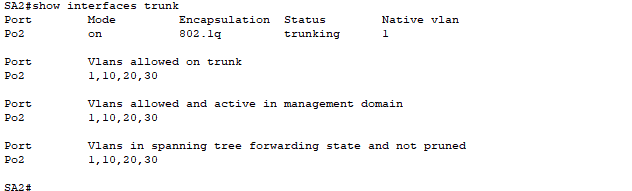 SA2#show interfaces trunk
Port        Mode         Encapsulation  Status        Native vlan
Po2         on           802.1q         trunking      1
Port        Vlans allowed on trunk
Po2         1,10,20,30
Port        Vlans allowed and active in management domain
Po2         1,10,20,30
Port        Vlans in spanning tree forwarding state and not pruned
Po2         1,10,20,30
SA2#